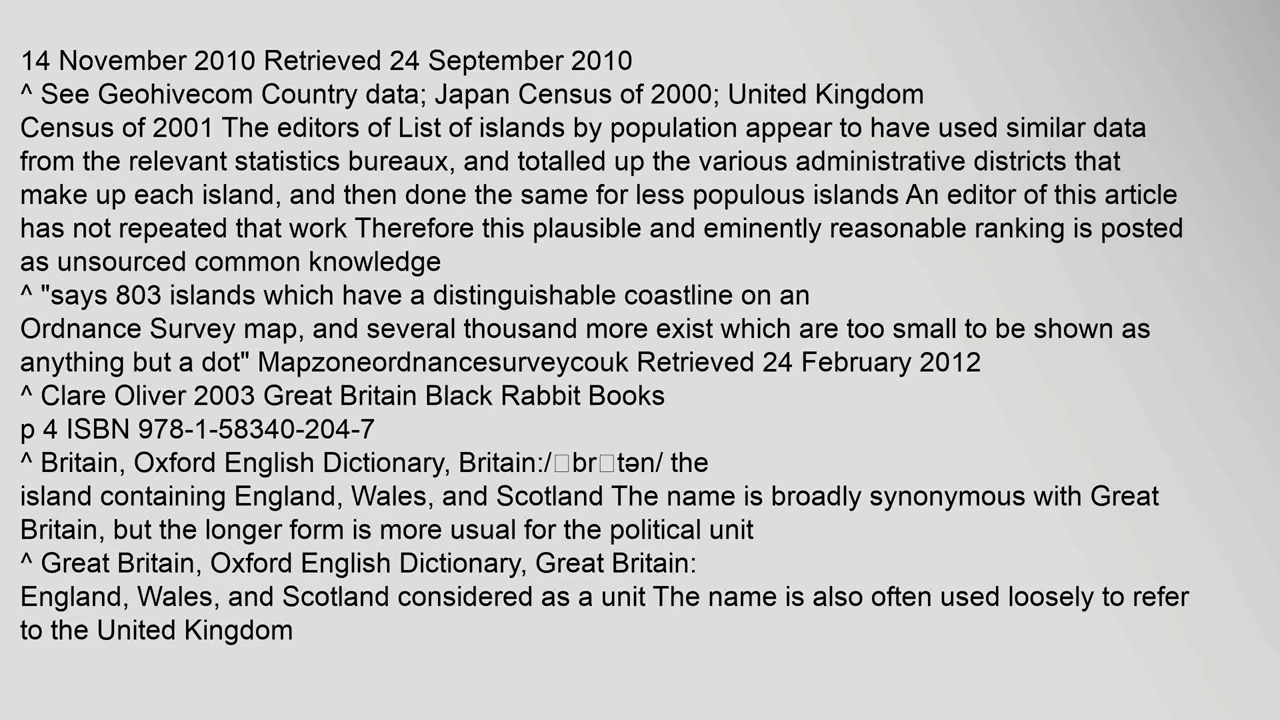 14 November 2010 Retrieved 24 September 2010
^ See Geohivecom Country data; Japan Census of 2000; United Kingdom
Census of 2001 The editors of List of islands by population appear to have used similar data
from the relevant statistics bureaux, and totalled up the various administrative districts that
make up each island, and then done the same for less populous islands An editor of this article
has not repeated that work Therefore this plausible and eminently reasonable ranking is posted
as unsourced common knowledge
^ "says 803 islands which have a distinguishable coastline on an
Ordnance Survey map, and several thousand more exist which are too small to be shown as
anything but a dot" Mapzoneordnancesurveycouk Retrieved 24 February 2012
^ Clare Oliver 2003 Great Britain Black Rabbit Books
p 4 ISBN 978-1-58340-204-7
^ Britain, Oxford English Dictionary, Britain:/□br□tən/ the
island containing England, Wales, and Scotland The name is broadly synonymous with Great
Britain, but the longer form is more usual for the political unit
^ Great Britain, Oxford English Dictionary, Great Britain:
England, Wales, and Scotland considered as a unit The name is also often used loosely to refer
to the United Kingdom